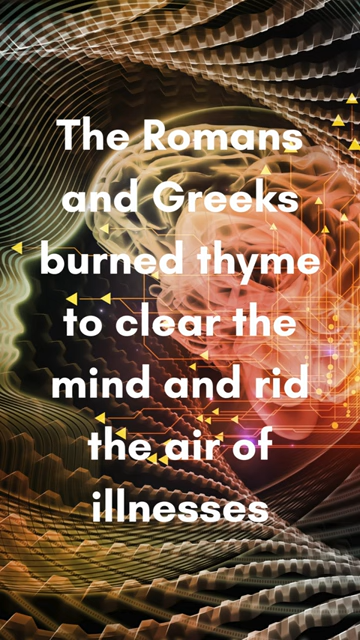 The Romans
and Greeks
burned thyme
to clear the
mind and rid
the air of
illnesses